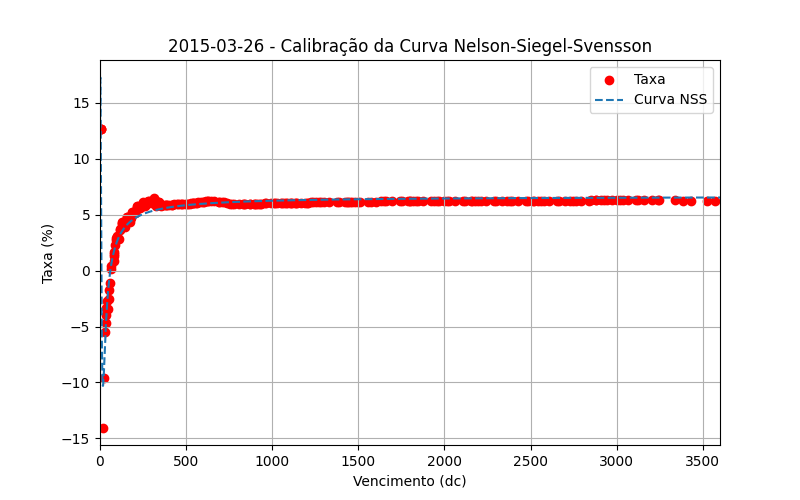 2015-03-26 - Calibração da Curva Nelson-Siegel-Svensson
Taxa
Curva NSS
Taxa (%)
15
10
5
0
−5
−10
−15
0 500 1000 1500 2000 2500 3000 3500
Vencimento (dc)